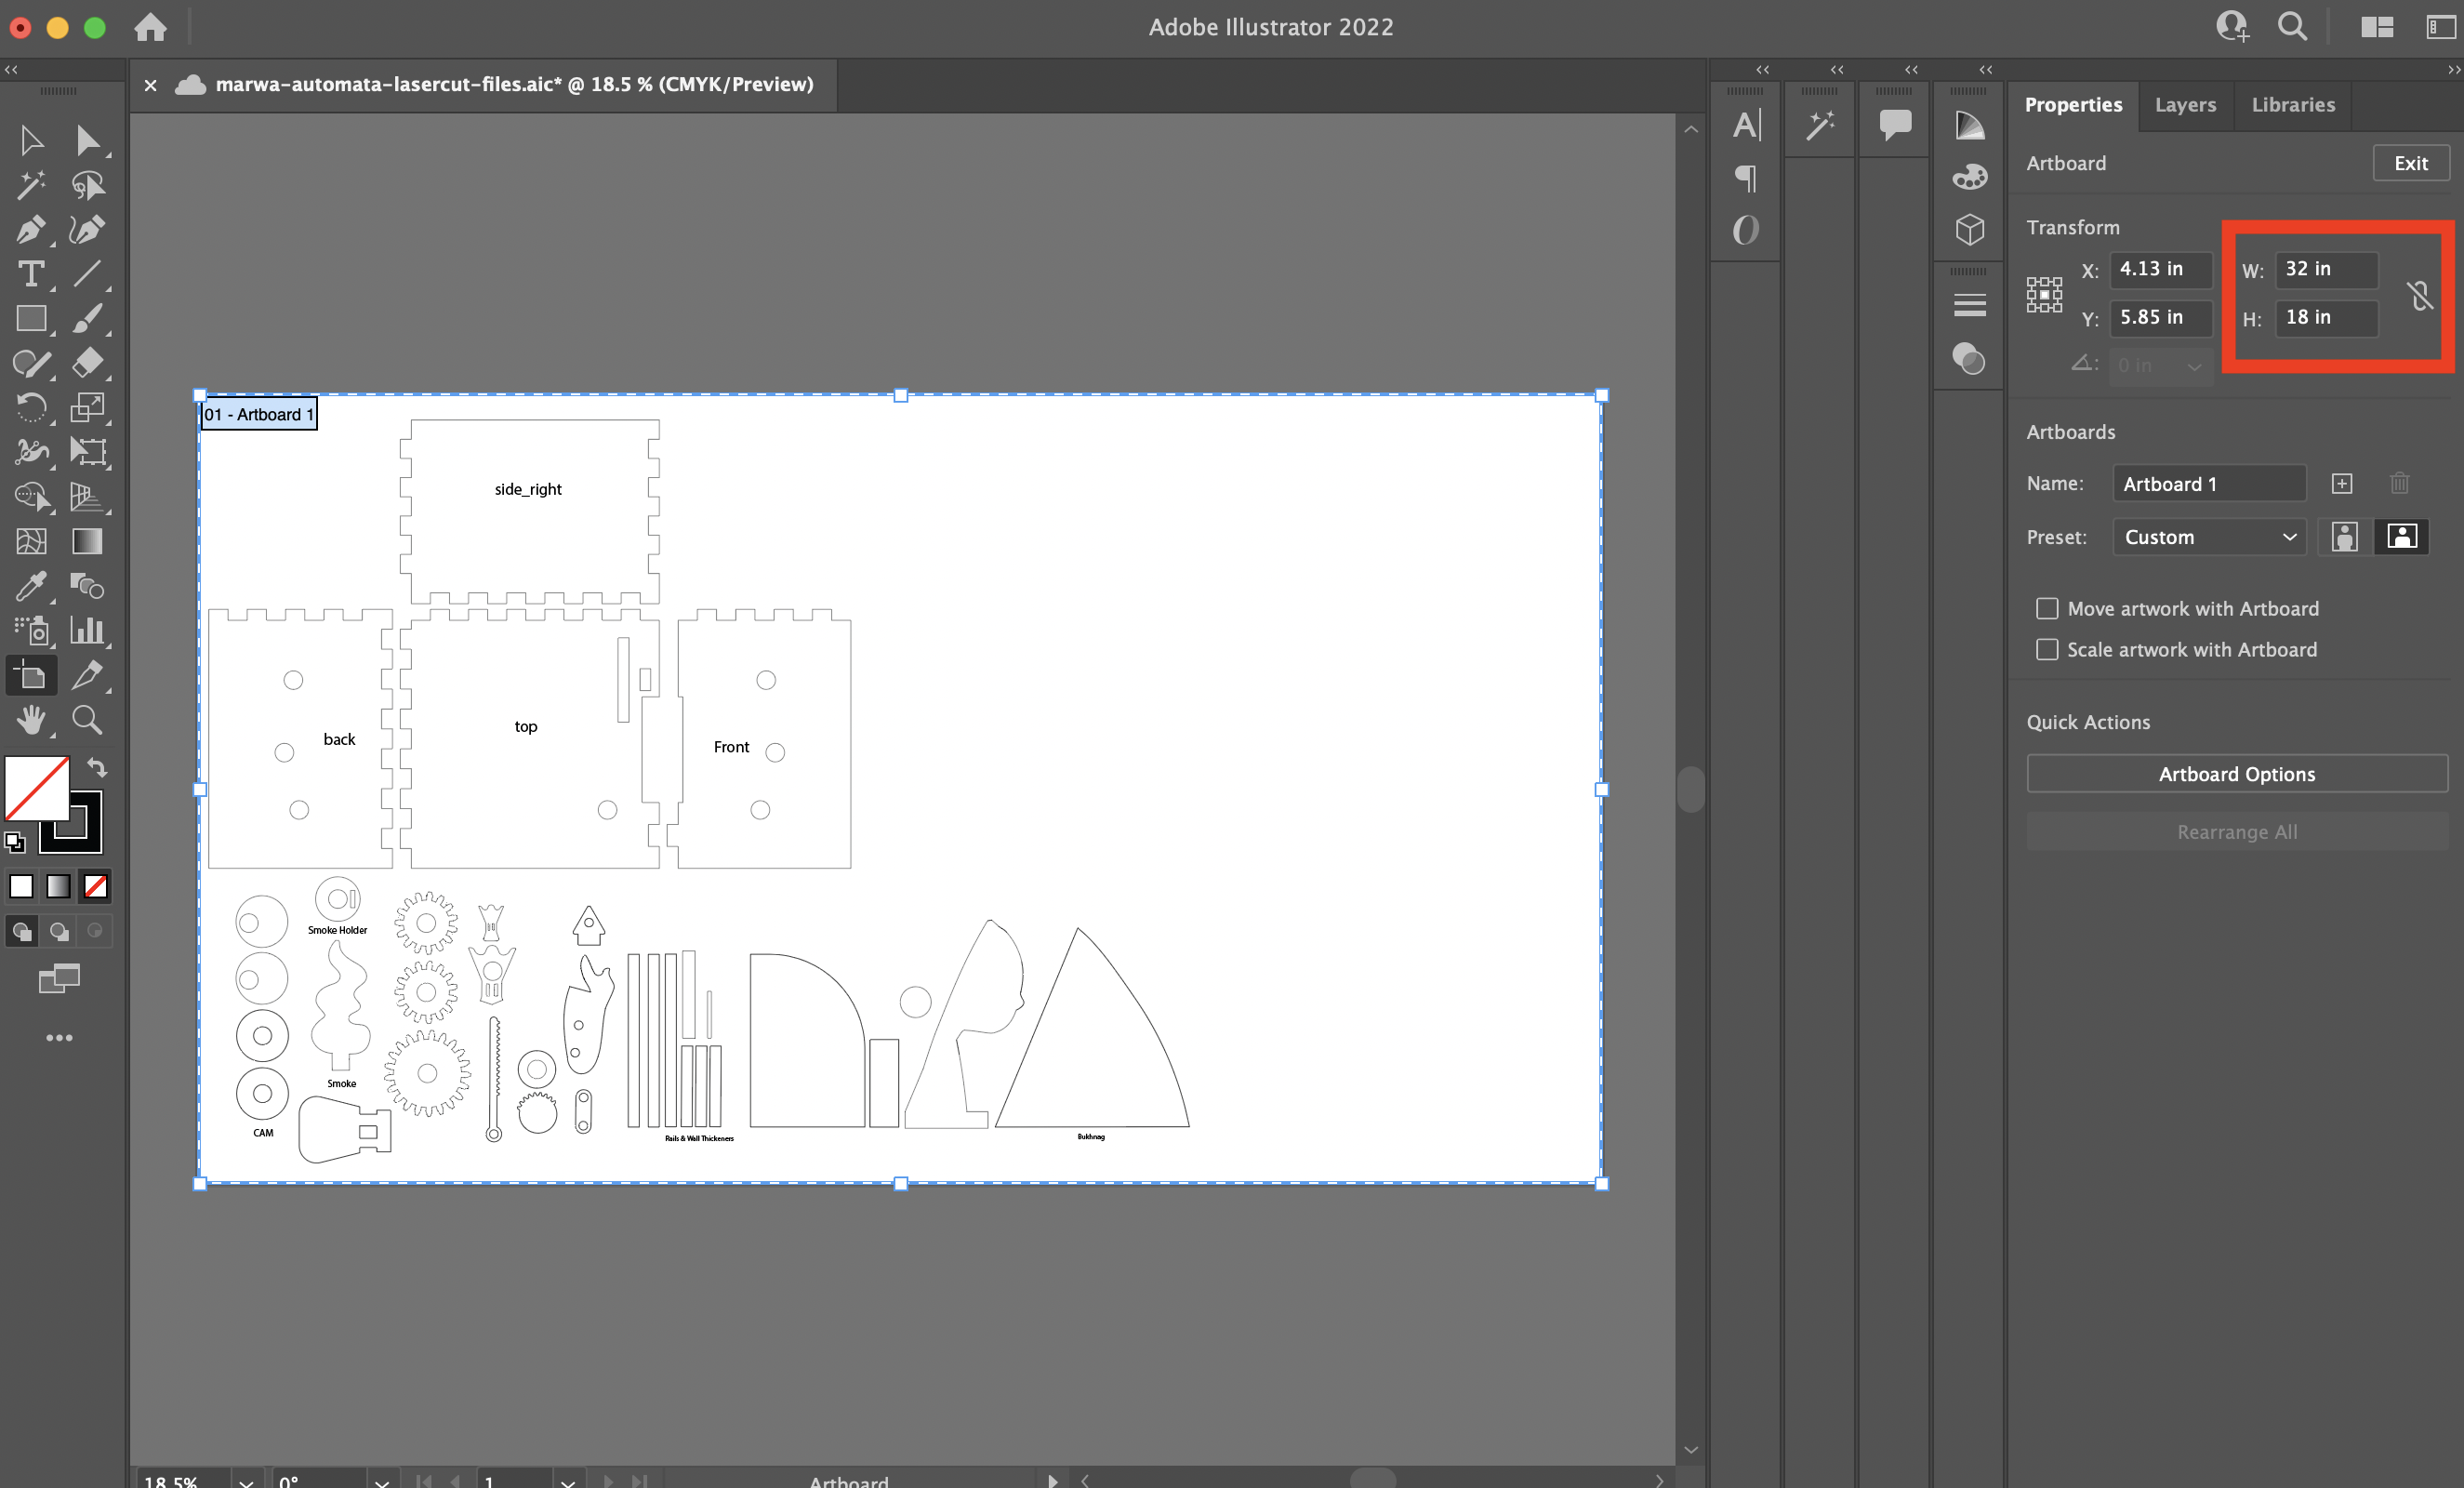 Adobe Illustrator 2022
marwa-automata-lasercut-files.aic* @ 18.5 % (CMYK/Preview)
Properties
Layers
Libraries
Artboard
Exit
Transform
X: 4.13 in
W: 32 in
Y: 5.85 in
H: 18 in
0 in
Artboards
Name: Artboard 1
Preset: Custom
Move artwork with Artboard
Scale artwork with Artboard
Quick Actions
Artboard Options
Rearrange All
01 - Artboard 1
side_right
back
top
Front
Smoke Holder
Smoke
CAM
Rails & Wall Thickeners
Bukhnag
18.5%
0°
1
Artboard